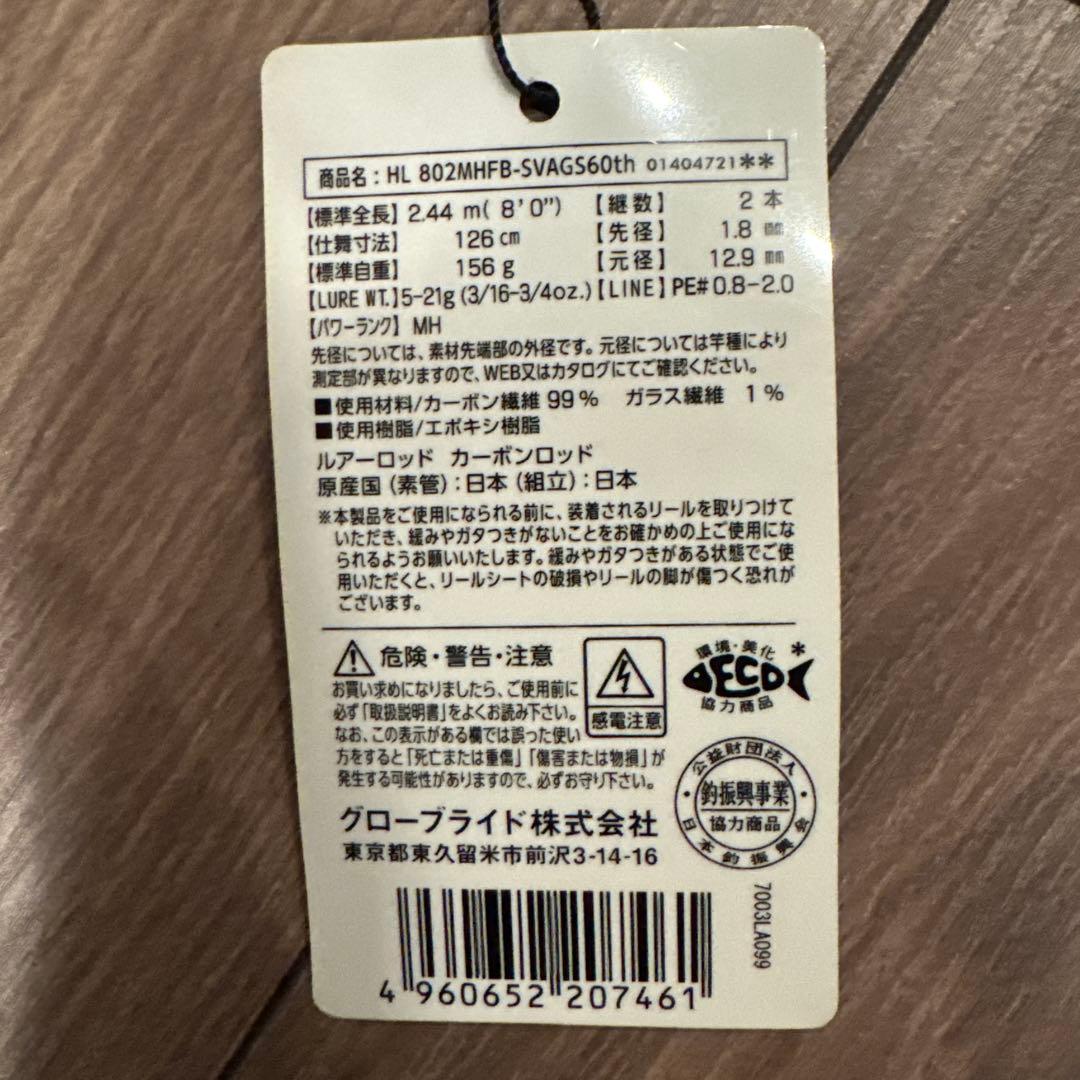 商品名：HL 802MHFB-SVAGS60th 01404721**
【標準全長】2.44 m( 8'0") 【継数】 2 本
【仕舞寸法】 126 cm 【先径】 1.8 mm
【標準自重】 156 g 【元径】 12.9 mm
【LURE WT.】5-21g(3/16-3/4oz.)【LINE】PE#0.8-2.0
【パワーランク】MH
先径については、素材先端部の外径です。元径については竿種により
測定部が異なりますので、WEB又はカタログにてご確認ください。
■使用材料/カーボン繊維 99% ガラス繊維 1%
■使用樹脂/エポキシ樹脂
ルアーロッド カーボンロッド
原産国(素管)：日本(組立)：日本
※本製品をご使用になられる前に、装着されるリールを取りつけて
いただき、緩みやガタつきがないことをお確かめの上ご使用にな
られるようお願いいたします。緩みやガタつきがある状態でご使
用いただくと、リールシートの破損やリールの脚が傷つく恐れが
ございます。
危険・警告・注意
お買い求めになりましたら、ご使用前に
必ず「取扱説明書」をよくお読み下さい。
なお、この表示がある欄では誤った使い
方をすると「死亡または重傷」「傷害または物損」が
発生する可能性がありますので、必ずお守り下さい。
感電注意
環境・美化*
ECO
協力商品
グローブライド株式会社
東京都東久留米市前沢3-14-16
公益財団法人
釣振興事業
協力商品
日本釣振興会
7003LA099
4 960652 207461